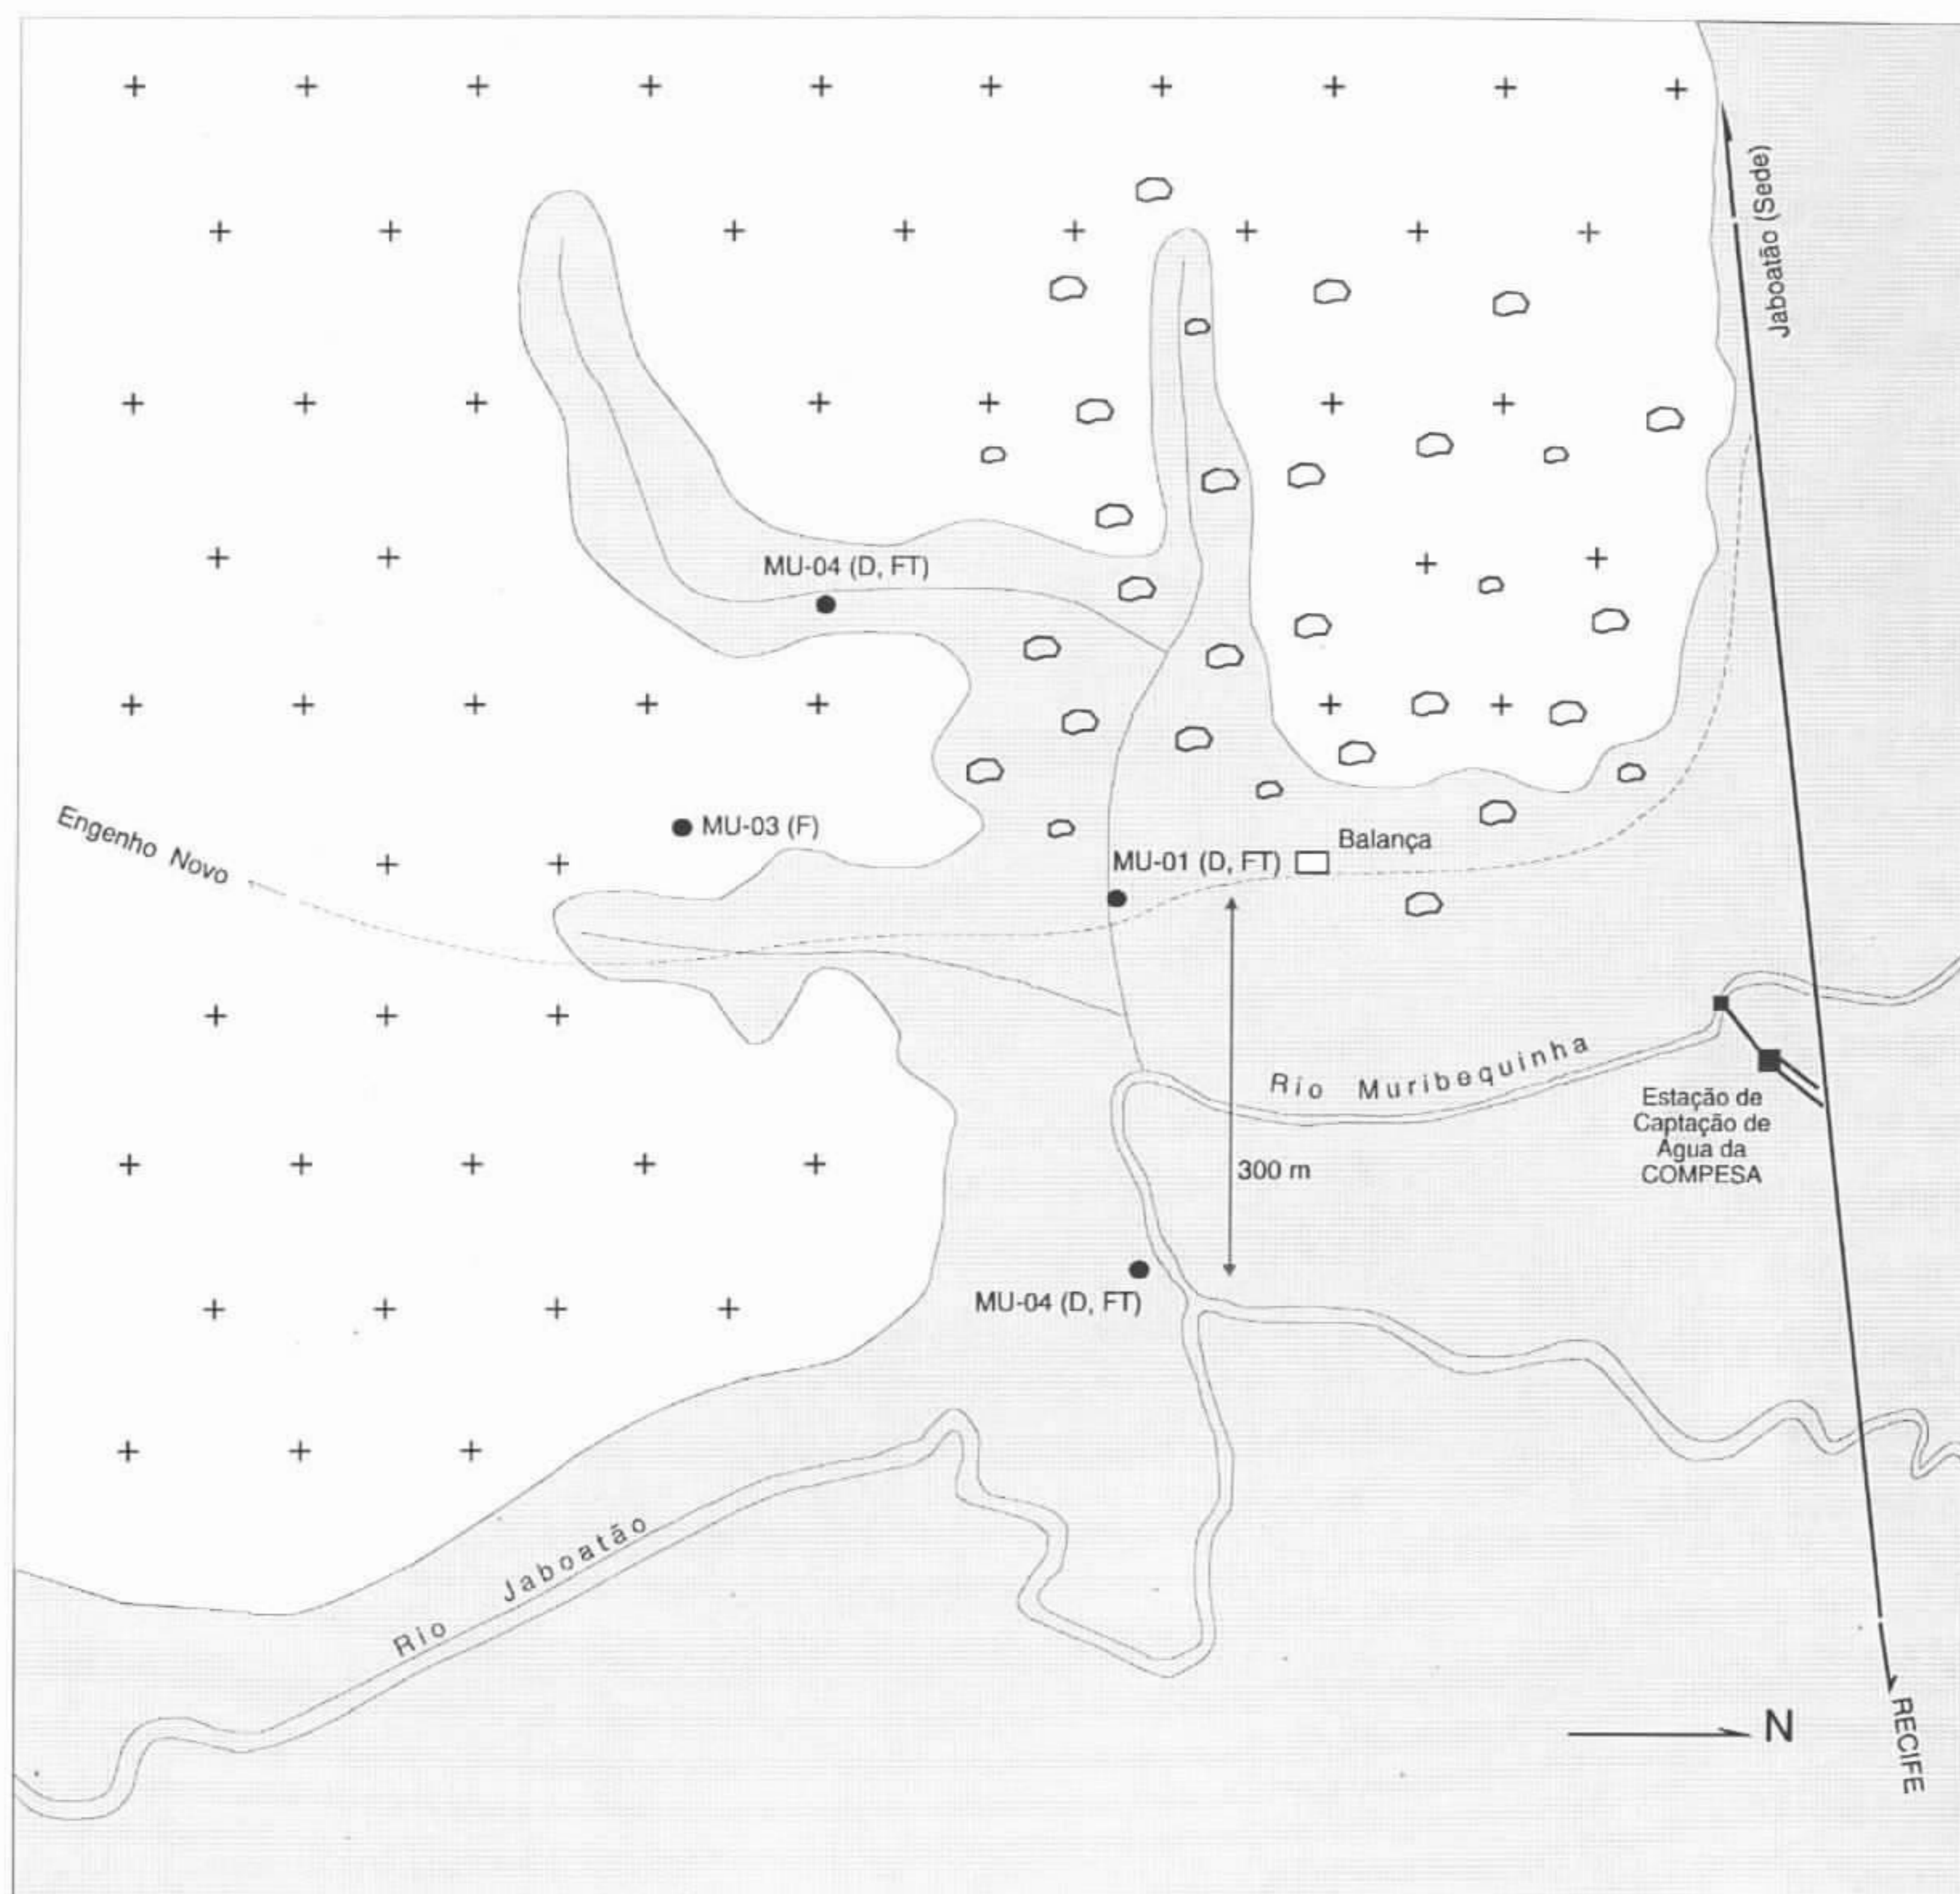 Jaboatão (Sede)
MU-04 (D, FT)
Engenho Novo
MU-03 (F)
Balança
MU-01 (D, FT)
Rio Muribequinha
Estação de
Captação de
Água da
COMPESA
300 m
MU-04 (D, FT)
Rio Jaboatão
N
RECIFE